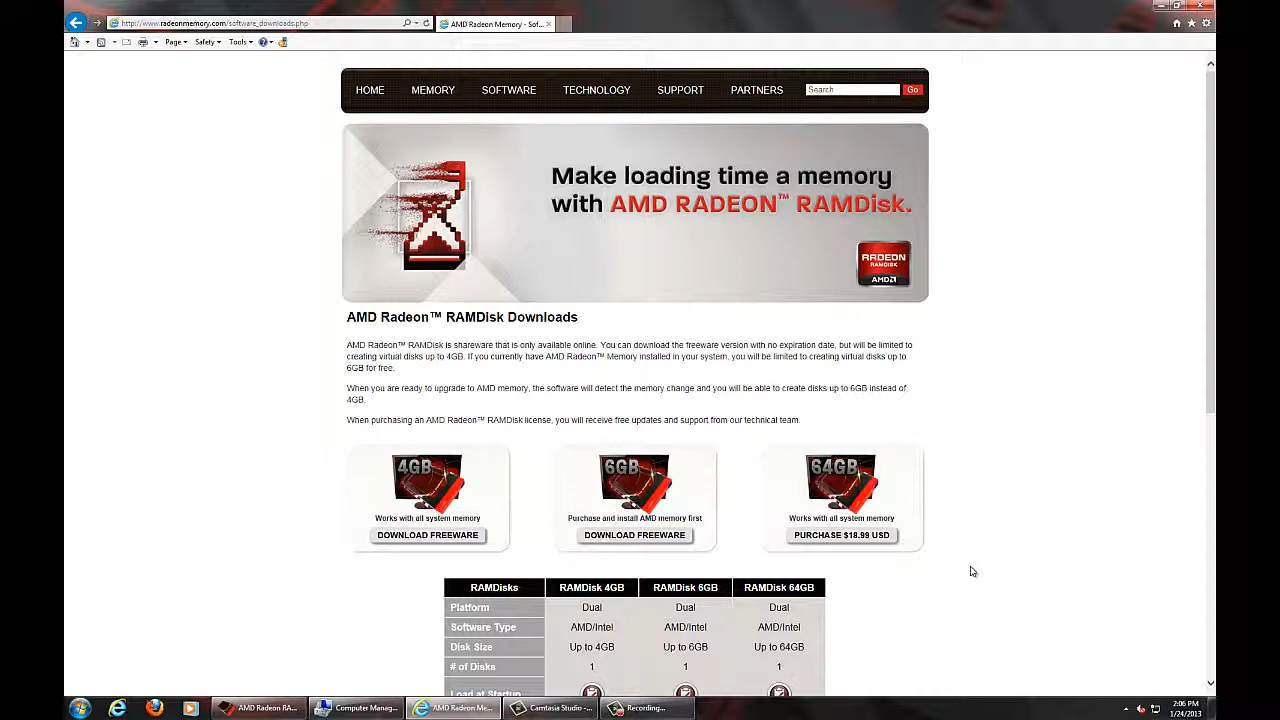 http://www.radeonmemory.com/software_downloads.php
AMD Radeon Memory - Sof...
Page
Safety
Tools
HOME MEMORY SOFTWARE TECHNOLOGY SUPPORT PARTNERS Search Go
Make loading time a memory
with AMD RADEON™ RAMDisk.
RADEON
RAMDISK
AMD
AMD Radeon™ RAMDisk Downloads
AMD Radeon™ RAMDisk is shareware that is only available online. You can download the freeware version with no expiration date, but will be limited to
creating virtual disks up to 4GB. If you currently have AMD Radeon™ Memory installed in your system, you will be limited to creating virtual disks up to
6GB for free.
When you are ready to upgrade to AMD memory, the software will detect the memory change and you will be able to create disks up to 6GB instead of
4GB.
When purchasing an AMD Radeon™ RAMDisk license, you will receive free updates and support from our technical team.
4GB 6GB 64GB
Works with all system memory Purchase and install AMD memory first Works with all system memory
DOWNLOAD FREEWARE DOWNLOAD FREEWARE PURCHASE $18.99 USD
RAMDisks RAMDisk 4GB RAMDisk 6GB RAMDisk 64GB
Platform Dual Dual Dual
Software Type AMD/Intel AMD/Intel AMD/Intel
Disk Size Up to 4GB Up to 6GB Up to 64GB
# of Disks 1 1 1
Load at Startup
AMD Radeon RA... Computer Manag... AMD Radeon Me... Camtasia Studio -... Recording... 2:06 PM
1/24/2013